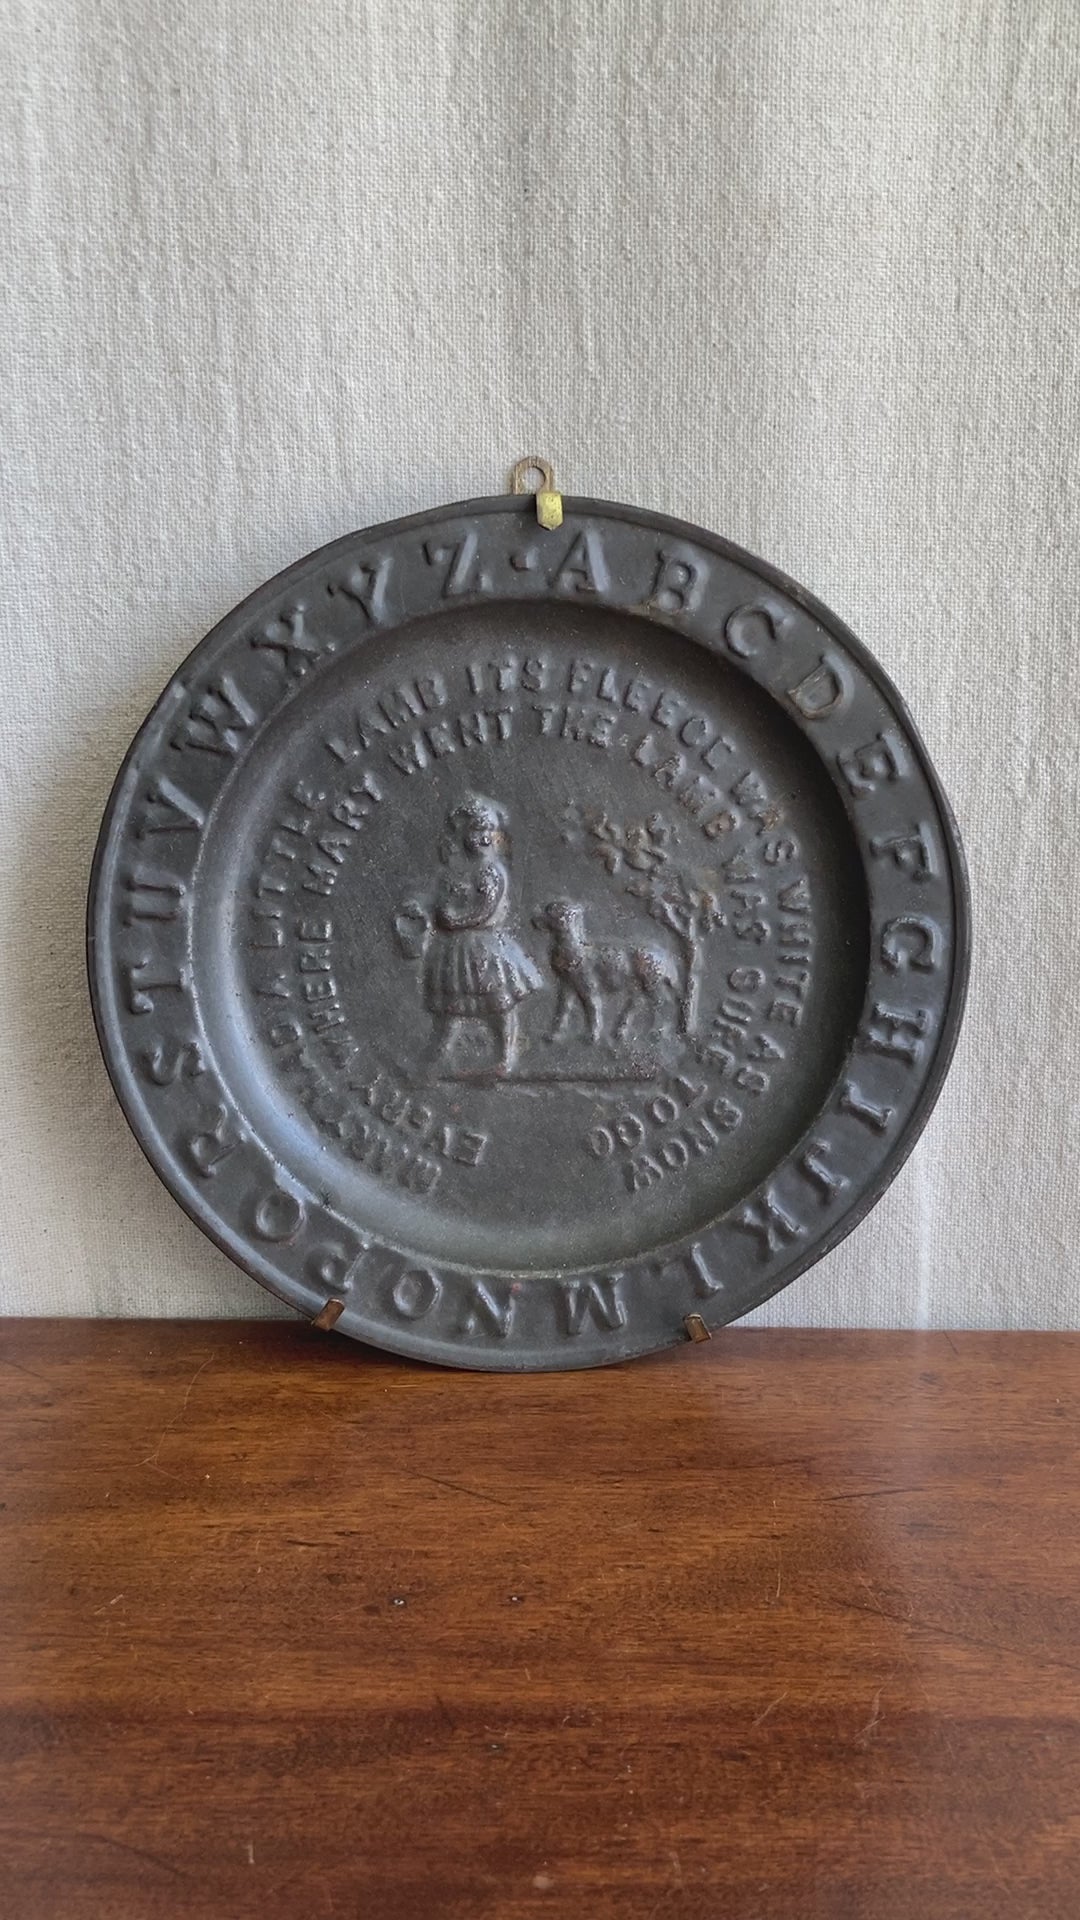 A B C D E F G H I J K L M N O P Q R S T U V W X Y Z ·
MARY HAD A LITTLE LAMB ITS FLEECE WAS WHITE AS SNOW
EVERY WHERE MARY WENT THE LAMB WAS SURE TO GO